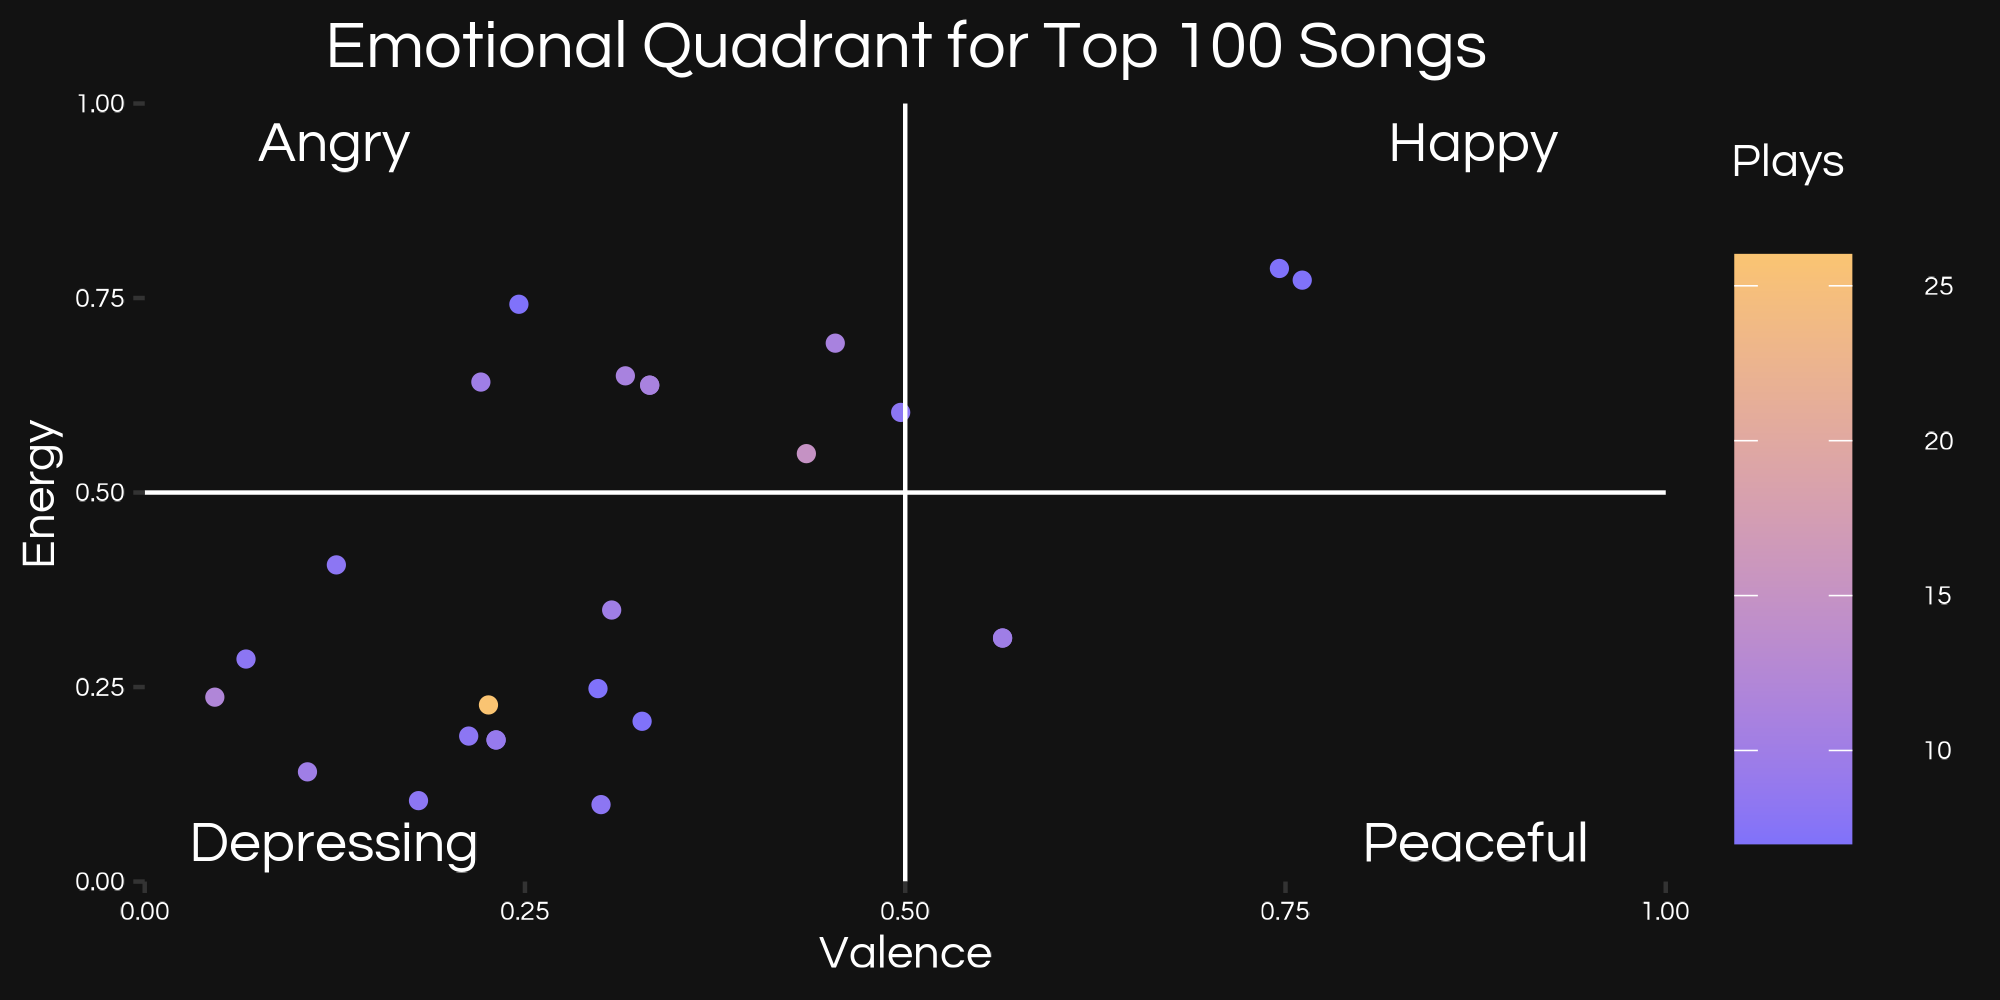 Emotional Quadrant for Top 100 Songs
Angry
Happy
Depressing
Peaceful
Energy
1.00
0.75
0.50
0.25
0.00
0.00
0.25
0.50
0.75
1.00
Valence
Plays
25
20
15
10